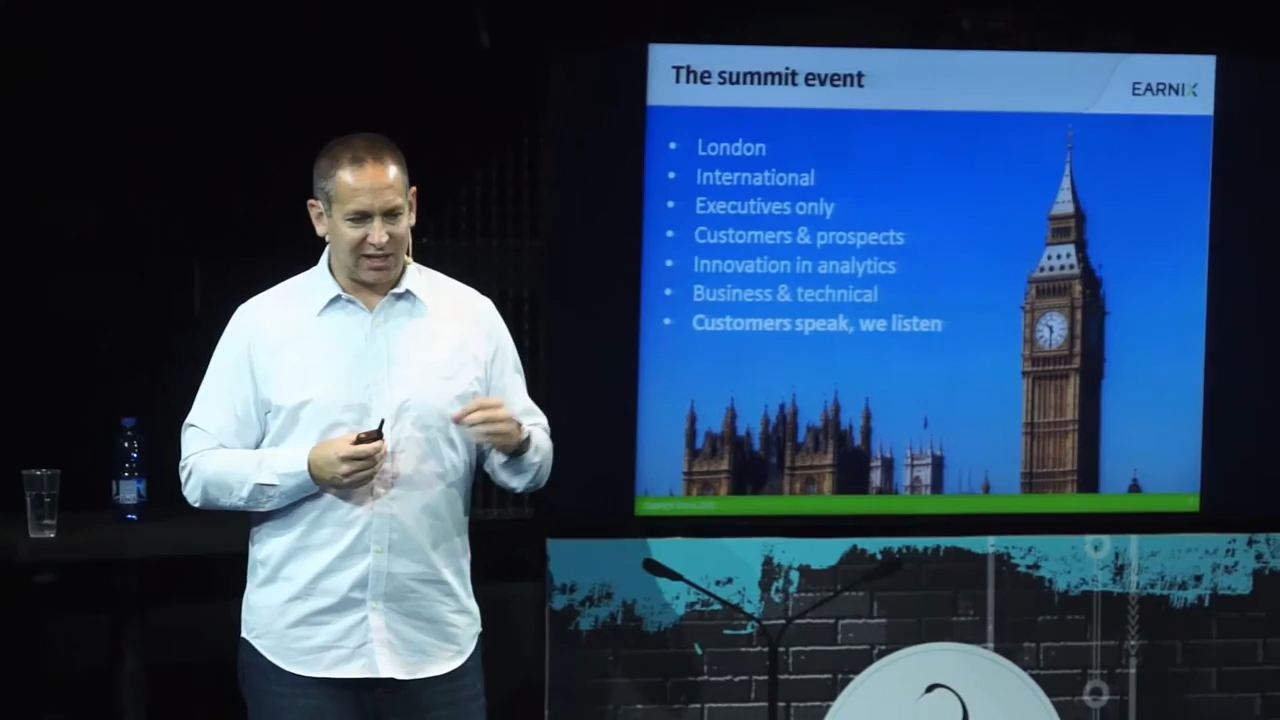 The summit event
EARNIX
• London
• International
• Executives only
• Customers & prospects
• Innovation in analytics
• Business & technical
• Customers speak, we listen